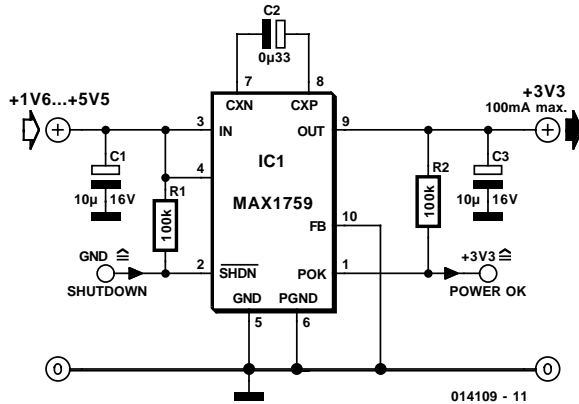 C2
0µ33
7
8
CXN
CXP
+1V6...+5V5
+3V3
100mA max.
3
IN
OUT
9
C1
10µ
16V
4
IC1
MAX1759
R1
100k
R2
100k
C3
10µ
16V
FB
10
GND ≙
SHUTDOWN
2
SHDN
POK
1
+3V3 ≙
POWER OK
GND
PGND
5
6
0
0
014109 - 11